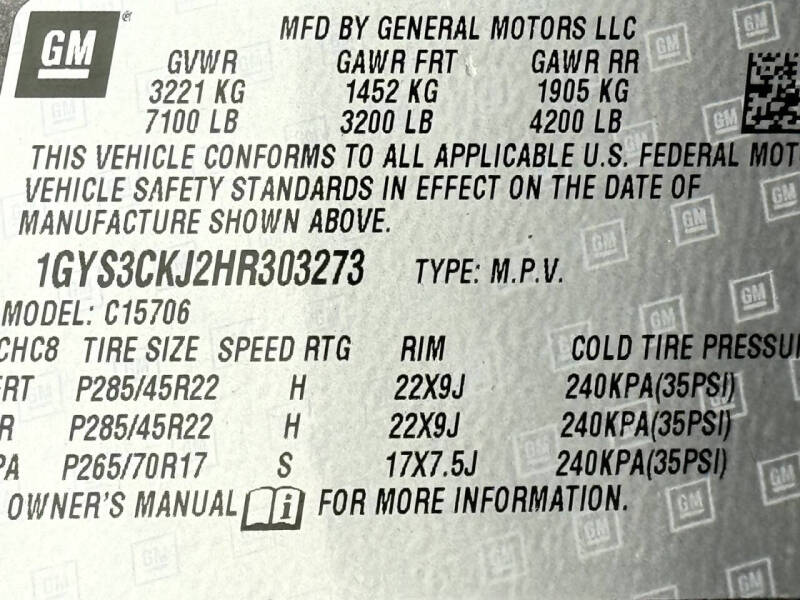 GM
MFD BY GENERAL MOTORS LLC
GVWR GAWR FRT GAWR RR
3221 KG 1452 KG 1905 KG
7100 LB 3200 LB 4200 LB
THIS VEHICLE CONFORMS TO ALL APPLICABLE U.S. FEDERAL MOT
VEHICLE SAFETY STANDARDS IN EFFECT ON THE DATE OF
MANUFACTURE SHOWN ABOVE.
1GYS3CKJ2HR303273 TYPE: M.P.V.
MODEL: C15706
CHC8 TIRE SIZE SPEED RTG RIM COLD TIRE PRESSU
FRT P285/45R22 H 22X9J 240KPA(35PSI)
R P285/45R22 H 22X9J 240KPA(35PSI)
PA P265/70R17 S 17X7.5J 240KPA(35PSI)
OWNER'S MANUAL i FOR MORE INFORMATION.